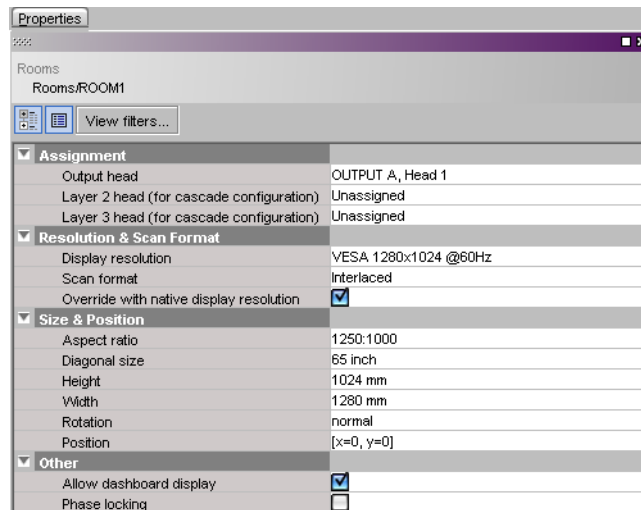 Properties
Rooms
Rooms/ROOM1
View filters...
Assignment
Output head OUTPUT A, Head 1
Layer 2 head (for cascade configuration) Unassigned
Layer 3 head (for cascade configuration) Unassigned
Resolution & Scan Format
Display resolution VESA 1280x1024 @60Hz
Scan format Interlaced
Override with native display resolution
Size & Position
Aspect ratio 1250:1000
Diagonal size 65 inch
Height 1024 mm
Width 1280 mm
Rotation normal
Position [x=0, y=0]
Other
Allow dashboard display
Phase locking